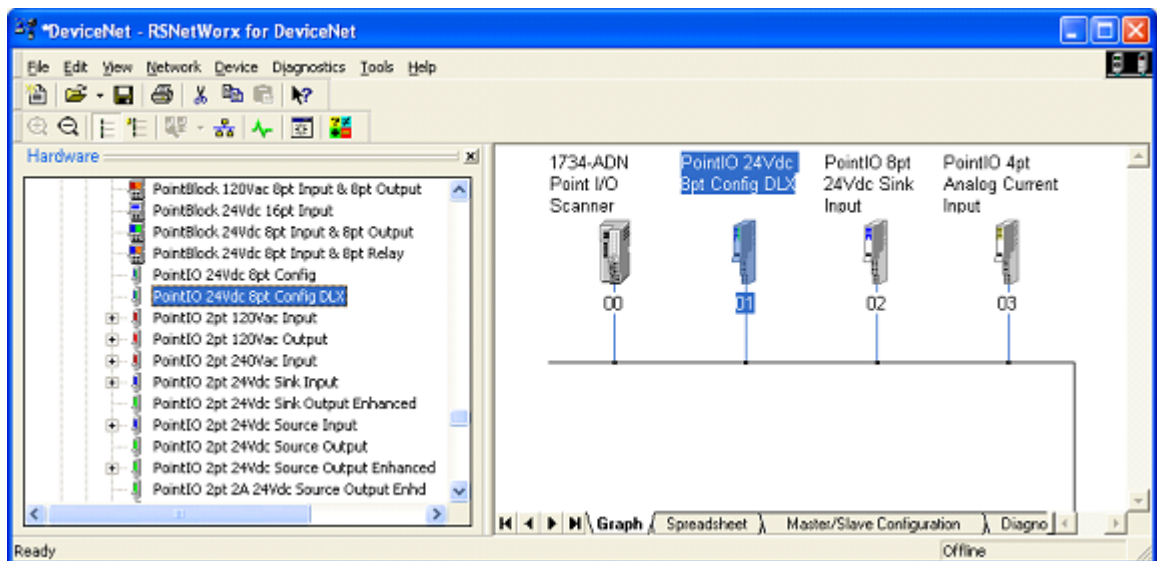 *DeviceNet - RSNetWorx for DeviceNet
File Edit View Network Device Diagnostics Tools Help
Hardware
PointBlock 120Vac 8pt Input & 8pt Output
PointBlock 24Vdc 16pt Input
PointBlock 24Vdc 8pt Input & 8pt Output
PointBlock 24Vdc 8pt Input & 8pt Relay
PointIO 24Vdc 8pt Config
PointIO 24Vdc 8pt Config DLX
PointIO 2pt 120Vac Input
PointIO 2pt 120Vac Output
PointIO 2pt 240Vac Input
PointIO 2pt 24Vdc Sink Input
PointIO 2pt 24Vdc Sink Output Enhanced
PointIO 2pt 24Vdc Source Input
PointIO 2pt 24Vdc Source Output
PointIO 2pt 24Vdc Source Output Enhanced
PointIO 2pt 2A 24Vdc Source Output Enhd
1734-ADN
Point I/O
Scanner
00
PointIO 24Vdc
8pt Config DLX
01
PointIO 8pt
24Vdc Sink
Input
02
PointIO 4pt
Analog Current
Input
03
Graph Spreadsheet Master/Slave Configuration Diagno
Ready Offline